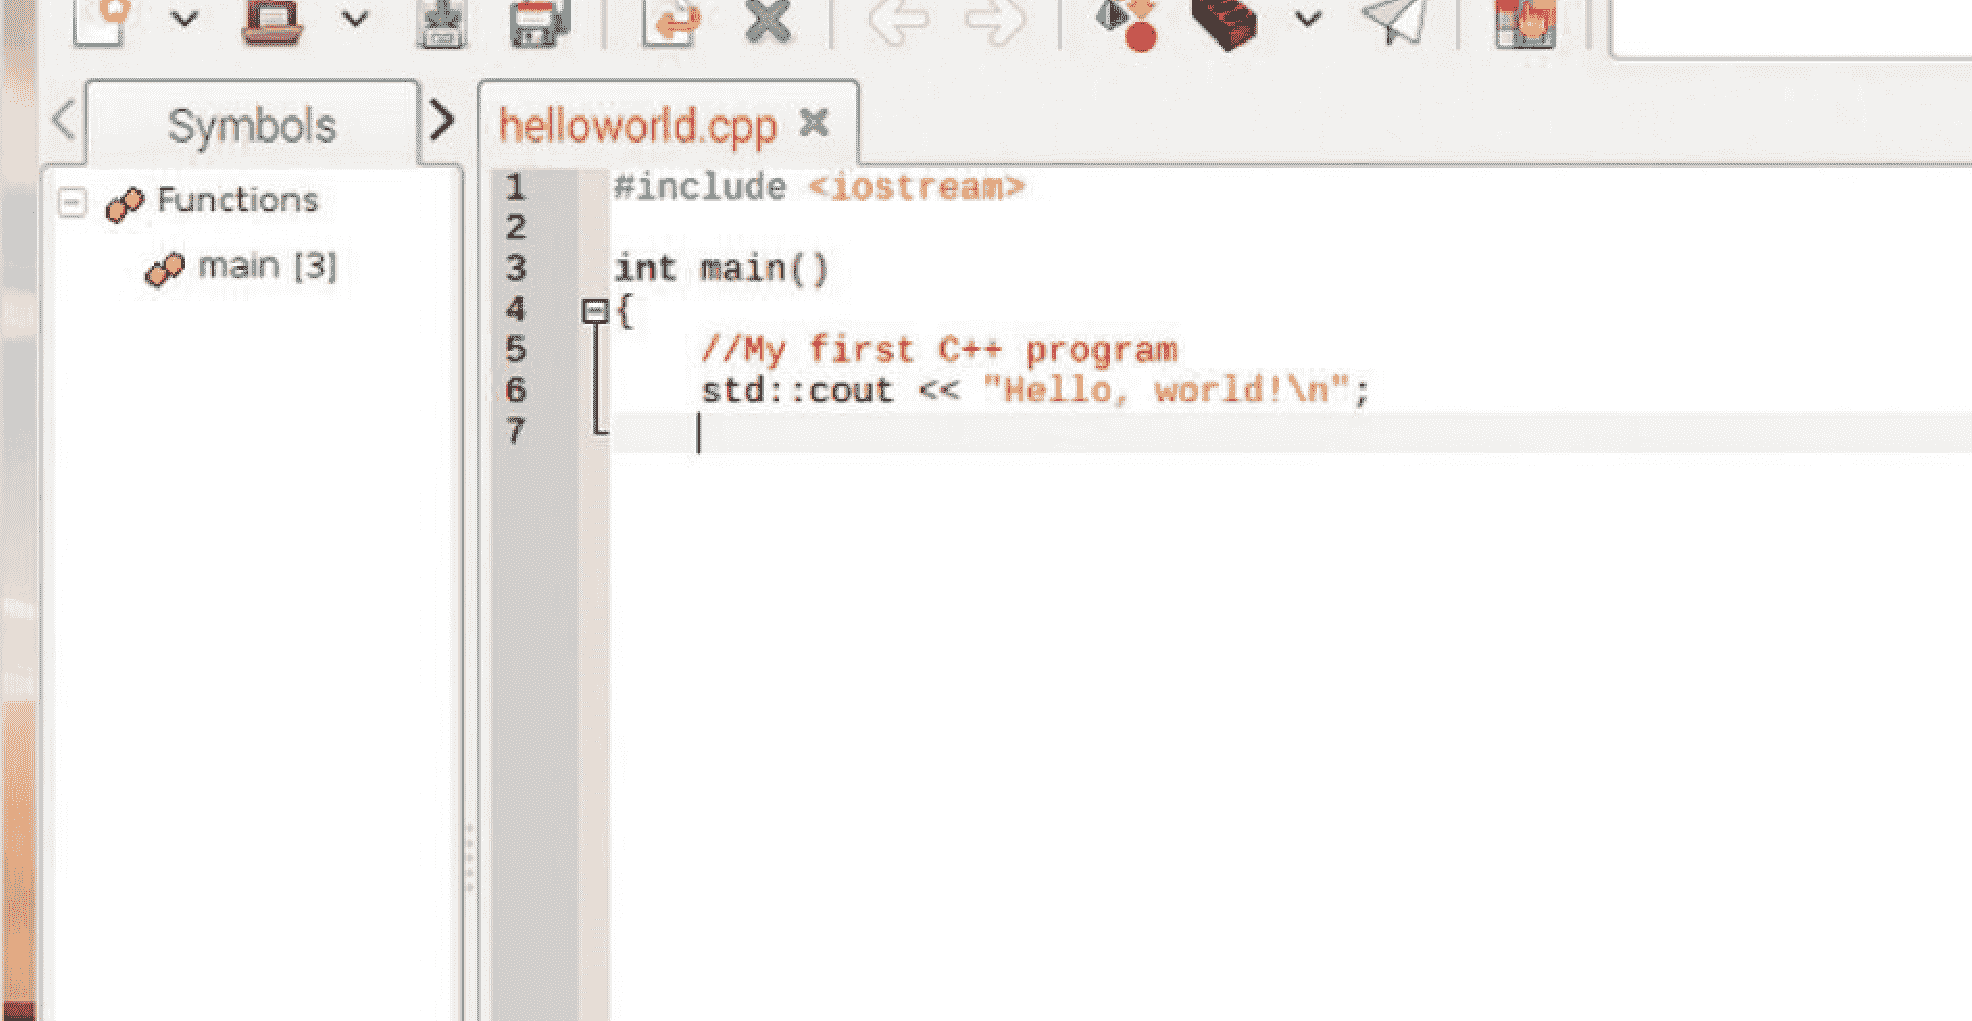 Symbols
helloworld.cpp
Functions
main [3]
1 #include <iostream>
2
3 int main()
4 {
5 //My first C++ program
6 std::cout << "Hello, world!\n";
7